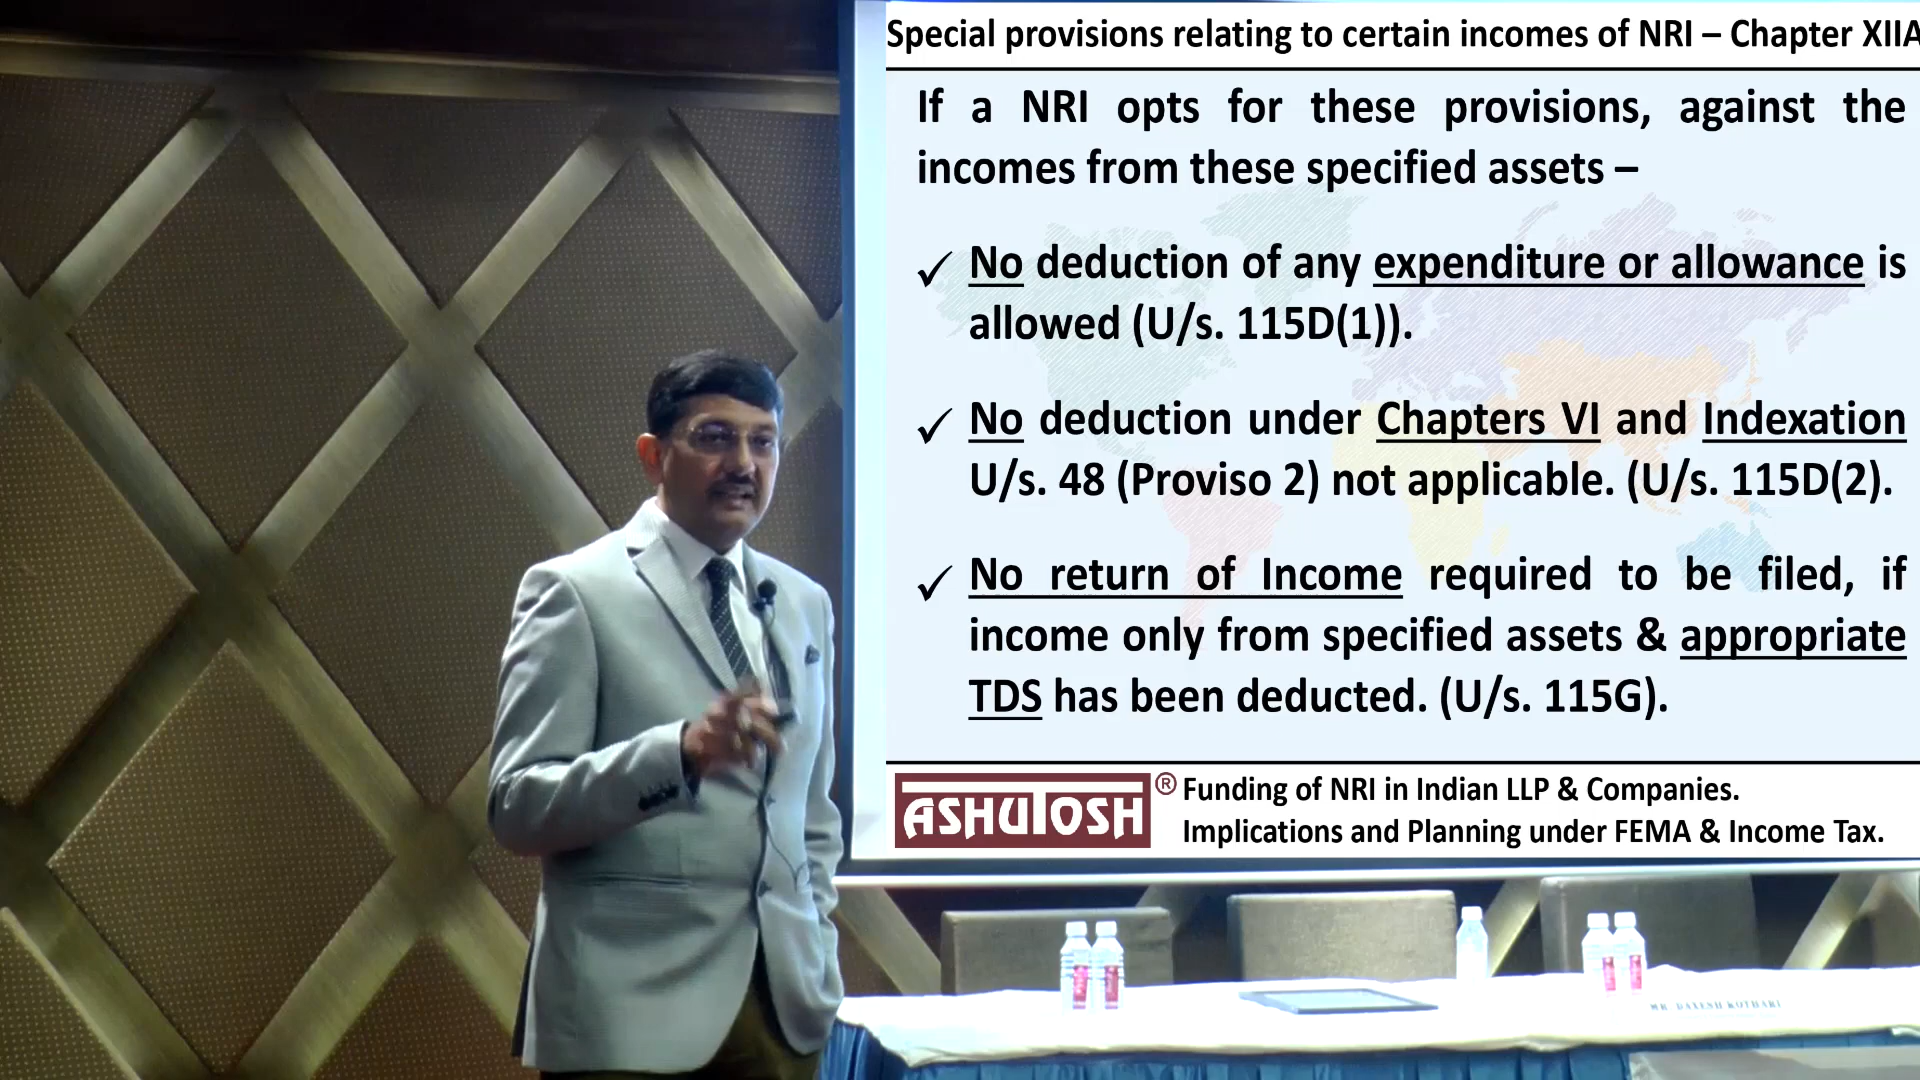 Special provisions relating to certain incomes of NRI – Chapter XIIA
If a NRI opts for these provisions, against the
incomes from these specified assets –
✓ No deduction of any expenditure or allowance is
allowed (U/s. 115D(1)).
✓ No deduction under Chapters VI and Indexation
U/s. 48 (Proviso 2) not applicable. (U/s. 115D(2).
✓ No return of Income required to be filed, if
income only from specified assets & appropriate
TDS has been deducted. (U/s. 115G).
ASHUTOSH ®
Funding of NRI in Indian LLP & Companies.
Implications and Planning under FEMA & Income Tax.
MR. DAXESH KOTHARI